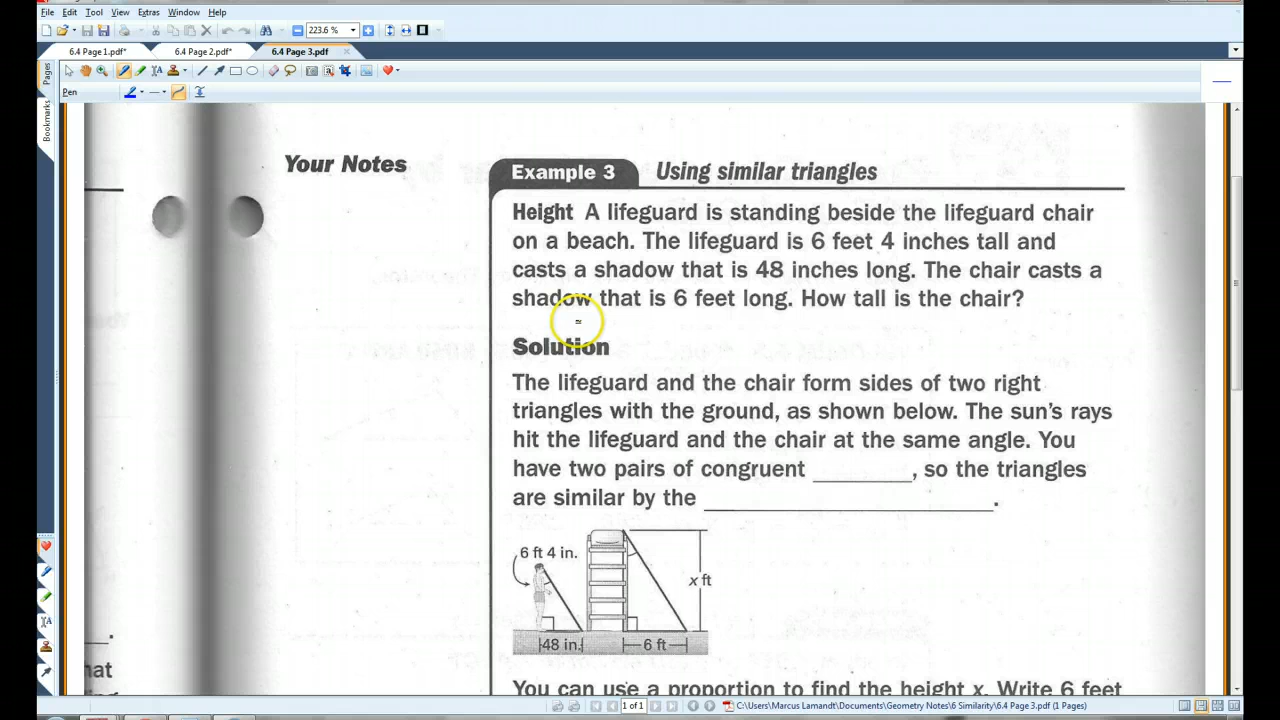 File Edit Tool View Extras Window Help
223.6 %
6.4 Page 1.pdf* 6.4 Page 2.pdf* 6.4 Page 3.pdf
Pen
Pages
Bookmarks
Your Notes
Example 3 Using similar triangles
Height A lifeguard is standing beside the lifeguard chair
on a beach. The lifeguard is 6 feet 4 inches tall and
casts a shadow that is 48 inches long. The chair casts a
shadow that is 6 feet long. How tall is the chair?
Solution
The lifeguard and the chair form sides of two right
triangles with the ground, as shown below. The sun's rays
hit the lifeguard and the chair at the same angle. You
have two pairs of congruent ________, so the triangles
are similar by the ________________________.
6 ft 4 in.
x ft
48 in.
6 ft
You can use a proportion to find the height x. Write 6 feet
hat
1 of 1
C:\Users\Marcus Lamandt\Documents\Geometry Notes\6 Similarity\6.4 Page 3.pdf (1 Pages)